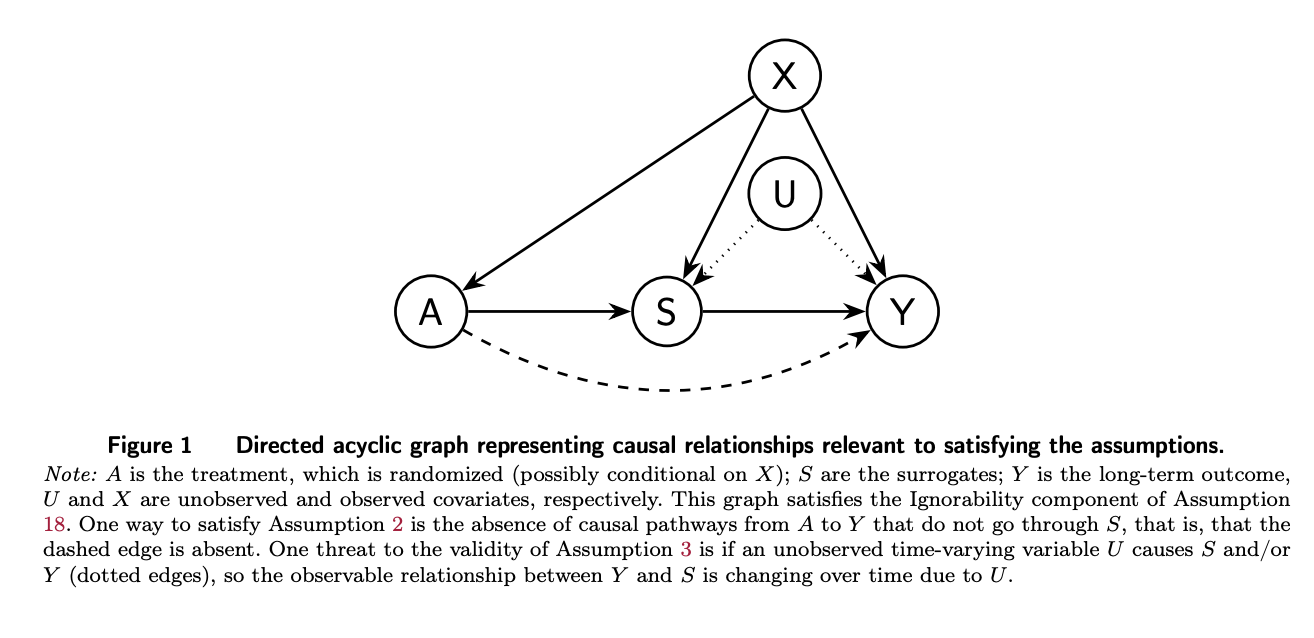 X
U
A
S
Y
Figure 1 Directed acyclic graph representing causal relationships relevant to satisfying the assumptions.
Note: A is the treatment, which is randomized (possibly conditional on X); S are the surrogates; Y is the long-term outcome,
U and X are unobserved and observed covariates, respectively. This graph satisfies the Ignorability component of Assumption
18. One way to satisfy Assumption 2 is the absence of causal pathways from A to Y that do not go through S, that is, that the
dashed edge is absent. One threat to the validity of Assumption 3 is if an unobserved time-varying variable U causes S and/or
Y (dotted edges), so the observable relationship between Y and S is changing over time due to U.